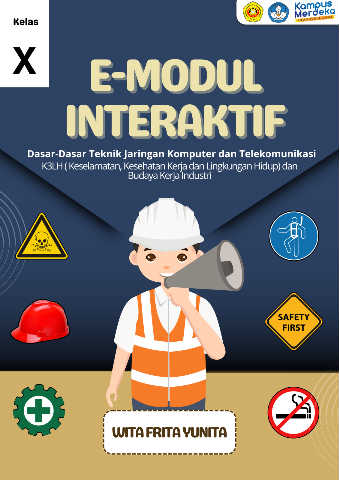 Kelas
X
Kampus
Merdeka
E-MODUL
INTERAKTIF
Dasar-Dasar Teknik Jaringan Komputer dan Telekomunikasi
K3LH ( Keselamatan, Kesehatan Kerja dan Lingkungan Hidup) dan
Budaya Kerja Industri
SAFETY
FIRST
WITA FRITA YUNITA